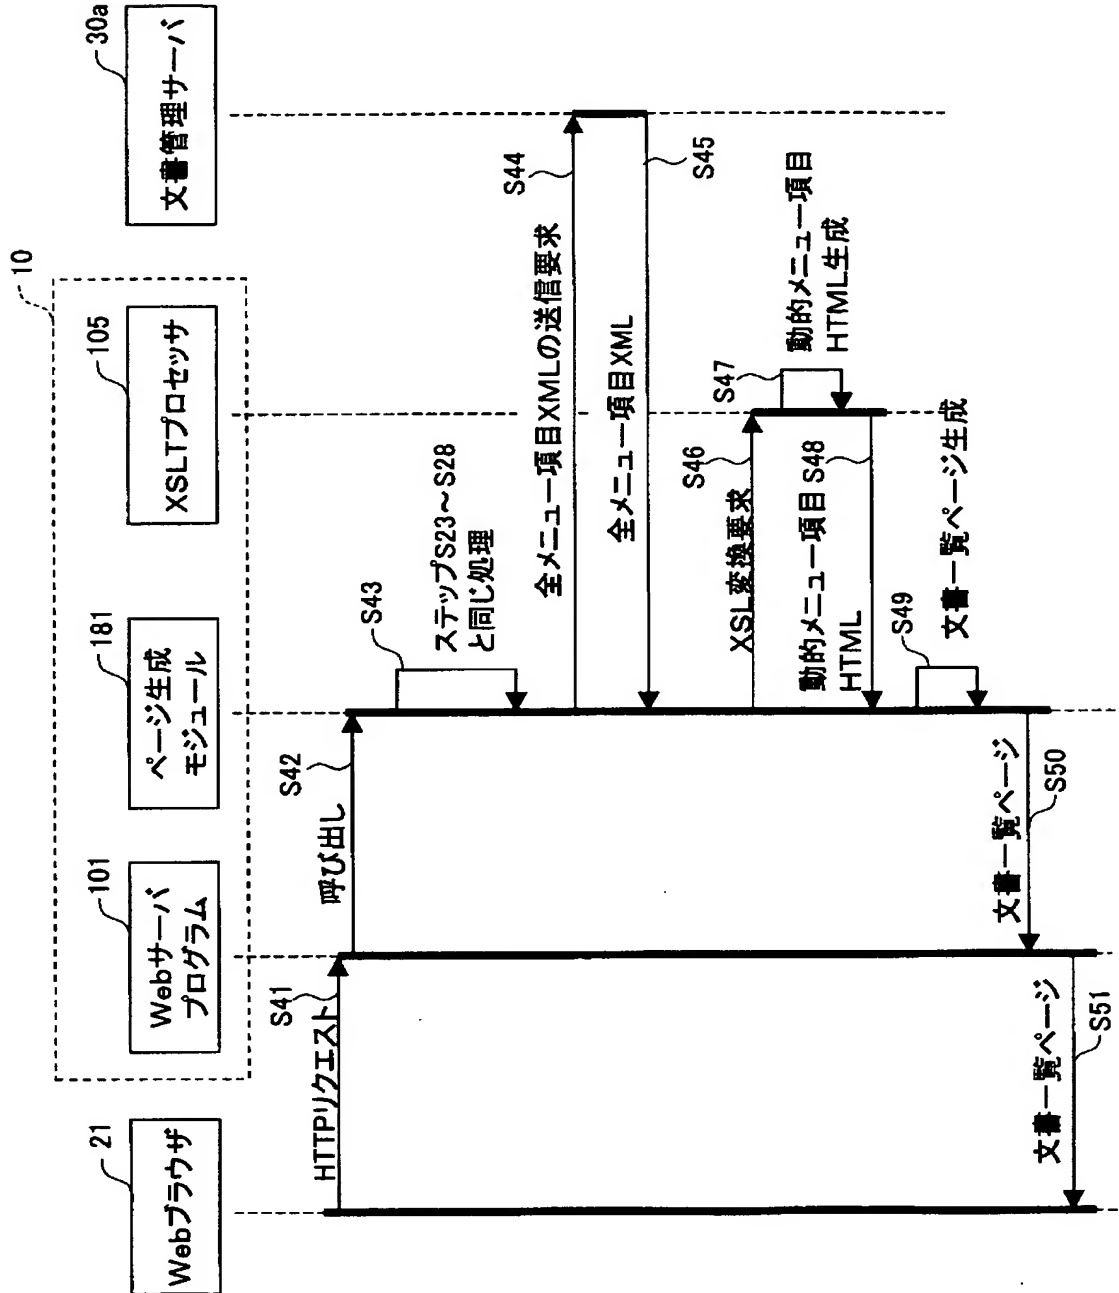 10
21
Webブラウザ
101
Webサーバ
プログラム
181
ページ生成
モジュール
105
XSLTプロセッサ
30a
文書管理サーバ
HTTPリクエスト
S41
呼び出し
S42
S43
ステップS23～S28
と同じ処理
全メニュー項目XMLの送信要求
S44
全メニュー項目XML
S45
XSL変換要求
S46
S47
動的メニュー項目
HTML生成
動的メニュー項目
HTML
S48
S49
文書一覧ページ生成
文書一覧ページ
S50
文書一覧ページ
S51